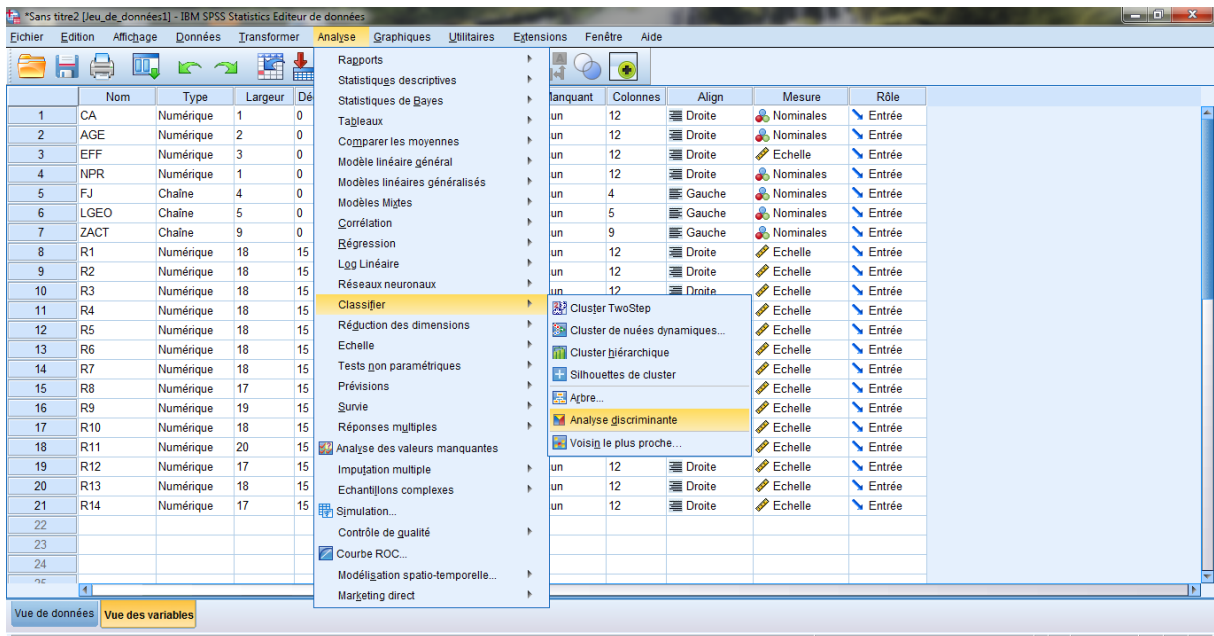 *Sans titre2 [Jeu_de_données1] - IBM SPSS Statistics Editeur de données
Eichier Edition Affichage Données Transformer Analyse Graphiques Utilitaires Extensions Fenêtre Aide
Nom Type Largeur Dé Manquant Colonnes Align Mesure Rôle
1 CA Numérique 1 0 un 12 Droite Nominales Entrée
2 AGE Numérique 2 0 un 12 Droite Nominales Entrée
3 EFF Numérique 3 0 un 12 Droite Echelle Entrée
4 NPR Numérique 1 0 un 12 Droite Nominales Entrée
5 FJ Chaîne 4 0 un 4 Gauche Nominales Entrée
6 LGEO Chaîne 5 0 un 5 Gauche Nominales Entrée
7 ZACT Chaîne 9 0 un 9 Gauche Nominales Entrée
8 R1 Numérique 18 15 un 12 Droite Echelle Entrée
9 R2 Numérique 18 15 un 12 Droite Echelle Entrée
10 R3 Numérique 18 15 un 12 Droite Echelle Entrée
11 R4 Numérique 18 15 Echelle Entrée
12 R5 Numérique 18 15 Echelle Entrée
13 R6 Numérique 18 15 Echelle Entrée
14 R7 Numérique 18 15 Echelle Entrée
15 R8 Numérique 17 15 Echelle Entrée
16 R9 Numérique 19 15 Echelle Entrée
17 R10 Numérique 18 15 Echelle Entrée
18 R11 Numérique 20 15 Echelle Entrée
19 R12 Numérique 17 15 un 12 Droite Echelle Entrée
20 R13 Numérique 18 15 un 12 Droite Echelle Entrée
21 R14 Numérique 17 15 un 12 Droite Echelle Entrée
22
23
24
25
Rapports
Statistiques descriptives
Statistiques de Bayes
Tableaux
Comparer les moyennes
Modèle linéaire général
Modèles linéaires généralisés
Modèles Mixtes
Corrélation
Régression
Log Linéaire
Réseaux neuronaux
Classifier
Réduction des dimensions
Echelle
Tests non paramétriques
Prévisions
Survie
Réponses multiples
Analyse des valeurs manquantes
Imputation multiple
Echantillons complexes
Simulation...
Contrôle de qualité
Courbe ROC...
Modélisation spatio-temporelle...
Marketing direct
Cluster TwoStep
Cluster de nuées dynamiques...
Cluster hiérarchique
Silhouettes de cluster
Arbre...
Analyse discriminante
Voisin le plus proche...
Vue de données Vue des variables